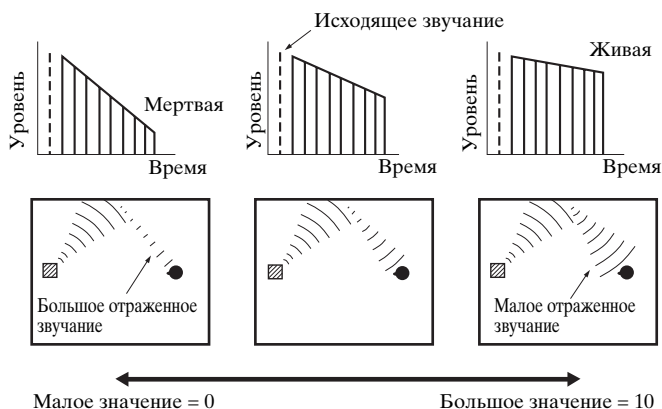 Исходящее звучание
Уровень
Мертвая
Время
Уровень
Время
Живая
Уровень
Время
Большое отраженное
звучание
Малое отраженное
звучание
Малое значение = 0
Большое значение = 10